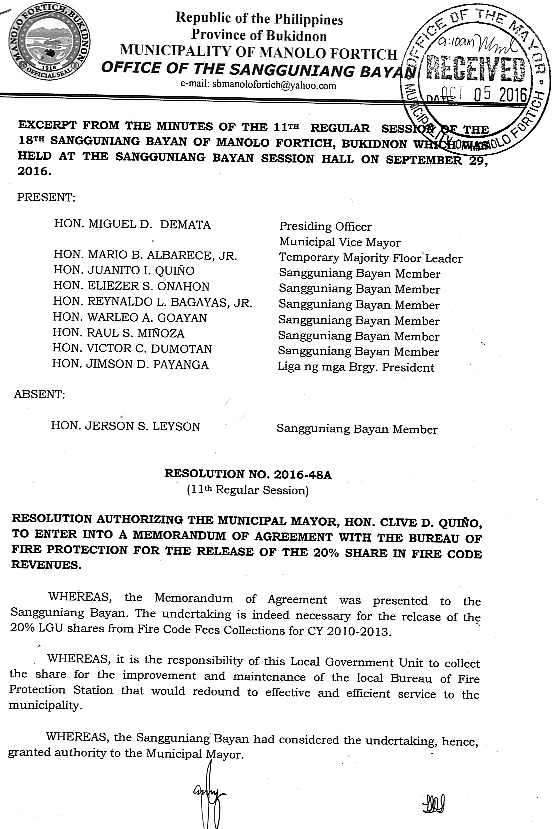 Republic of the Philippines
Province of Bukidnon
MUNICIPALITY OF MANOLO FORTICH
OFFICE OF THE SANGGUNIANG BAYAN
e-mail: sbmanolofortich@yahoo.com
MANOLO FORTICH, BUKIDNON
OFFICIAL SEAL
OFFICE OF THE MAYOR
9:10am
RECEIVED
DATE OCT 05 2016
MUNICIPALITY MANOLO FORTICH
EXCERPT FROM THE MINUTES OF THE 11TH REGULAR SESSION OF THE
18TH SANGGUNIANG BAYAN OF MANOLO FORTICH, BUKIDNON WHICH WAS
HELD AT THE SANGGUNIANG BAYAN SESSION HALL ON SEPTEMBER 29,
2016.
PRESENT:
HON. MIGUEL D. DEMATA Presiding Officer
Municipal Vice Mayor
HON. MARIO B. ALBARECE, JR. Temporary Majority Floor Leader
HON. JUANITO I. QUIÑO Sangguniang Bayan Member
HON. ELIEZER S. ONAHON Sangguniang Bayan Member
HON. REYNALDO L. BAGAYAS, JR. Sangguniang Bayan Member
HON. WARLEO A. GOAYAN Sangguniang Bayan Member
HON. RAUL S. MIÑOZA Sangguniang Bayan Member
HON. VICTOR C. DUMOTAN Sangguniang Bayan Member
HON. JIMSON D. PAYANGA Liga ng mga Brgy. President
ABSENT:
HON. JERSON S. LEYSON Sangguniang Bayan Member
RESOLUTION NO. 2016-48A
(11th Regular Session)
RESOLUTION AUTHORIZING THE MUNICIPAL MAYOR, HON. CLIVE D. QUIÑO,
TO ENTER INTO A MEMORANDUM OF AGREEMENT WITH THE BUREAU OF
FIRE PROTECTION FOR THE RELEASE OF THE 20% SHARE IN FIRE CODE
REVENUES.
WHEREAS, the Memorandum of Agreement was presented to the
Sangguniang Bayan. The undertaking is indeed necessary for the release of the
20% LGU shares from Fire Code Fees Collections for CY 2010-2013.
WHEREAS, it is the responsibility of this Local Government Unit to collect
the share for the improvement and maintenance of the local Bureau of Fire
Protection Station that would redound to effective and efficient service to the
municipality.
WHEREAS, the Sangguniang Bayan had considered the undertaking, hence,
granted authority to the Municipal Mayor.